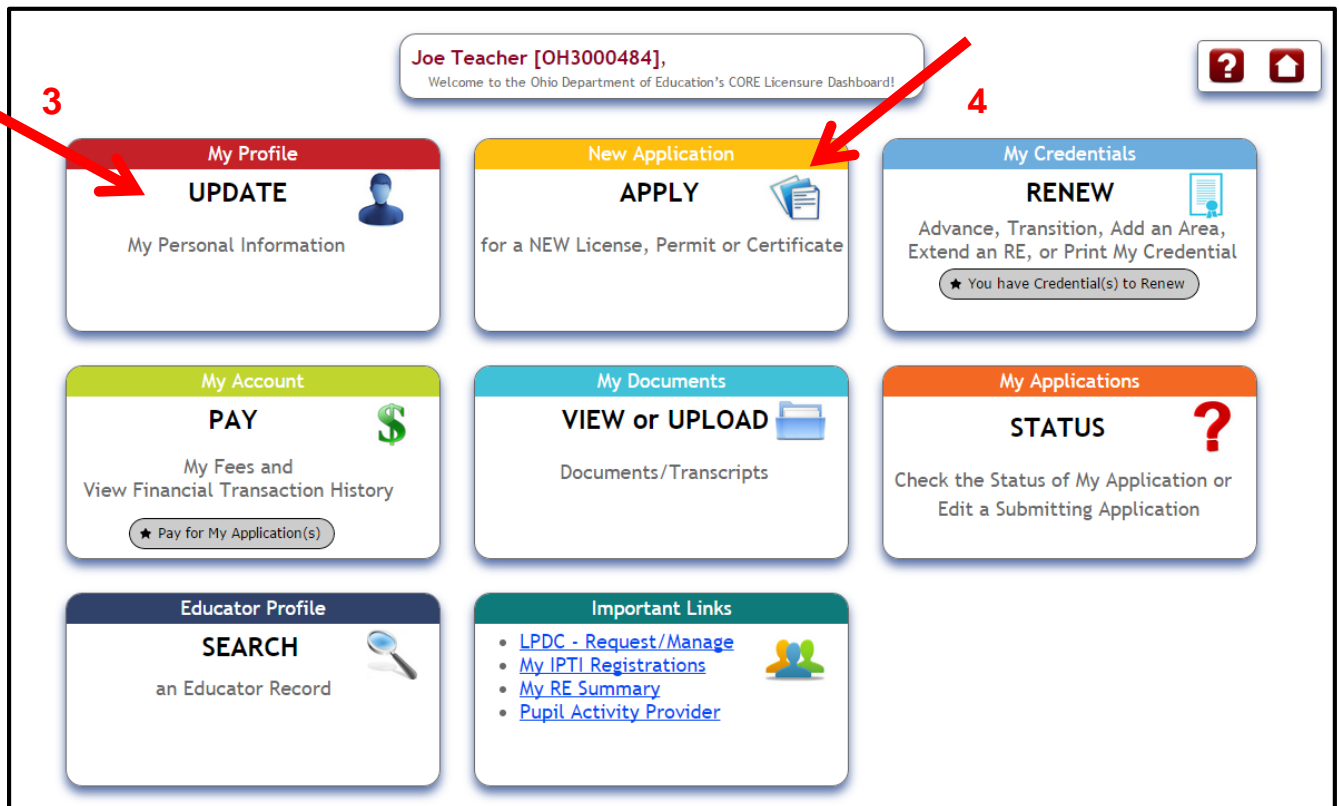 Joe Teacher [OH3000484],
Welcome to the Ohio Department of Education's CORE Licensure Dashboard!
?
3
4
My Profile
UPDATE
My Personal Information
New Application
APPLY
for a NEW License, Permit or Certificate
My Credentials
RENEW
Advance, Transition, Add an Area,
Extend an RE, or Print My Credential
★ You have Credential(s) to Renew
My Account
PAY
$
My Fees and
View Financial Transaction History
★ Pay for My Application(s)
My Documents
VIEW or UPLOAD
Documents/Transcripts
My Applications
STATUS
?
Check the Status of My Application or
Edit a Submitting Application
Educator Profile
SEARCH
an Educator Record
Important Links
• LPDC - Request/Manage
• My IPTI Registrations
• My RE Summary
• Pupil Activity Provider